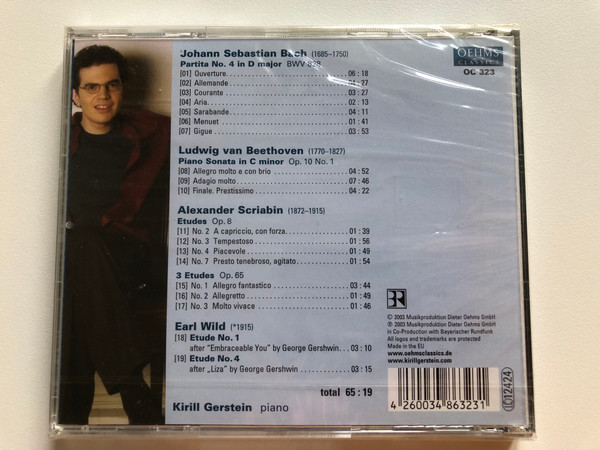 Johann Sebastian Bach (1685–1750)
Partita No. 4 in D major BWV 828
[01] Ouverture 06 : 18
[02] Allemande : 27
[03] Courante 03 : 27
[04] Aria 02 : 13
[05] Sarabande 04 : 11
[06] Menuet 01 : 41
[07] Gigue 03 : 53
Ludwig van Beethoven (1770–1827)
Piano Sonata in C minor Op. 10 No. 1
[08] Allegro molto e con brio 04 : 52
[09] Adagio molto 07 : 46
[10] Finale. Prestissimo 04 : 22
Alexander Scriabin (1872–1915)
Etudes Op. 8
[11] No. 2 A capriccio, con forza 01 : 39
[12] No. 3 Tempestoso 01 : 56
[13] No. 4 Piacevole 01 : 49
[14] No. 7 Presto tenebroso, agitato 01 : 54
3 Etudes Op. 65
[15] No. 1 Allegro fantastico 03 : 44
[16] No. 2 Allegretto 01 : 49
[17] No. 3 Molto vivace 01 : 46
Earl Wild (*1915)
[18] Etude No. 1
after "Embraceable You" by George Gershwin 03 : 10
[19] Etude No. 4
after „Liza" by George Gershwin 03 : 15
total 65 : 19
Kirill Gerstein piano
OEHMS
CLASSICS
OC 323
BR
© 2003 Musikproduktion Dieter Oehms GmbH
℗ 2003 Musikproduktion Dieter Oehms GmbH
in Co-Production with Bayerischer Rundfunk
All logos and trademarks are protected
Made in the EU
www.oehmsclassics.de
www.kirillgerstein.com
4 260034 863231
LC 12424